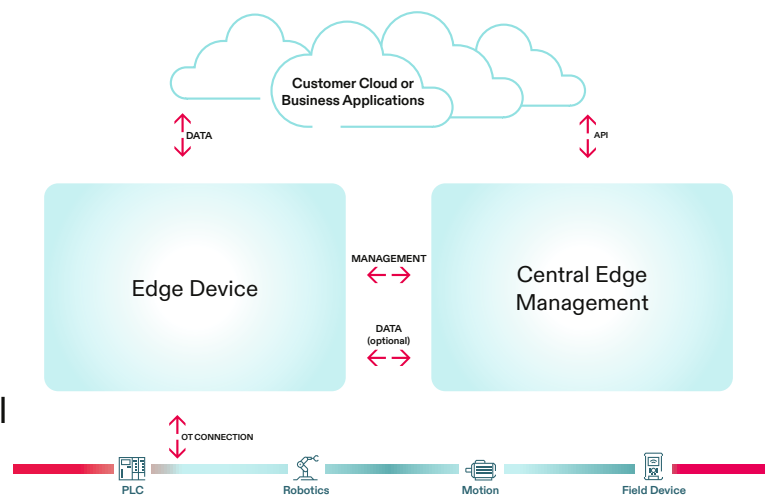 Customer Cloud or
Business Applications
DATA
API
Edge Device
MANAGEMENT
DATA
(optional)
Central Edge
Management
OT CONNECTION
PLC
Robotics
Motion
Field Device